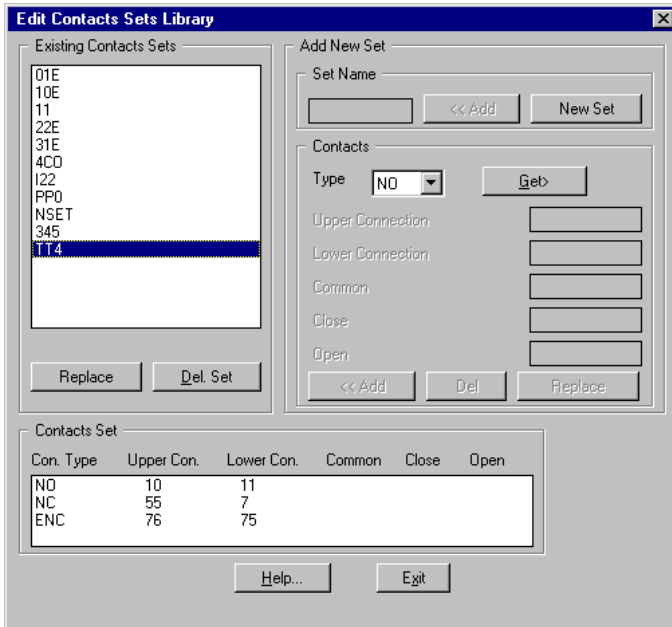 Edit Contacts Sets Library
Existing Contacts Sets
01E
10E
11
22E
31E
4CO
I22
PP0
NSET
345
TT4
Replace Del. Set
Add New Set
Set Name
<< Add New Set
Contacts
Type NO Get>
Upper Connection
Lower Connection
Common
Close
Open
<< Add Del Replace
Contacts Set
Con. Type Upper Con. Lower Con. Common Close Open
NO 10 11
NC 55 7
ENC 76 75
Help... Exit